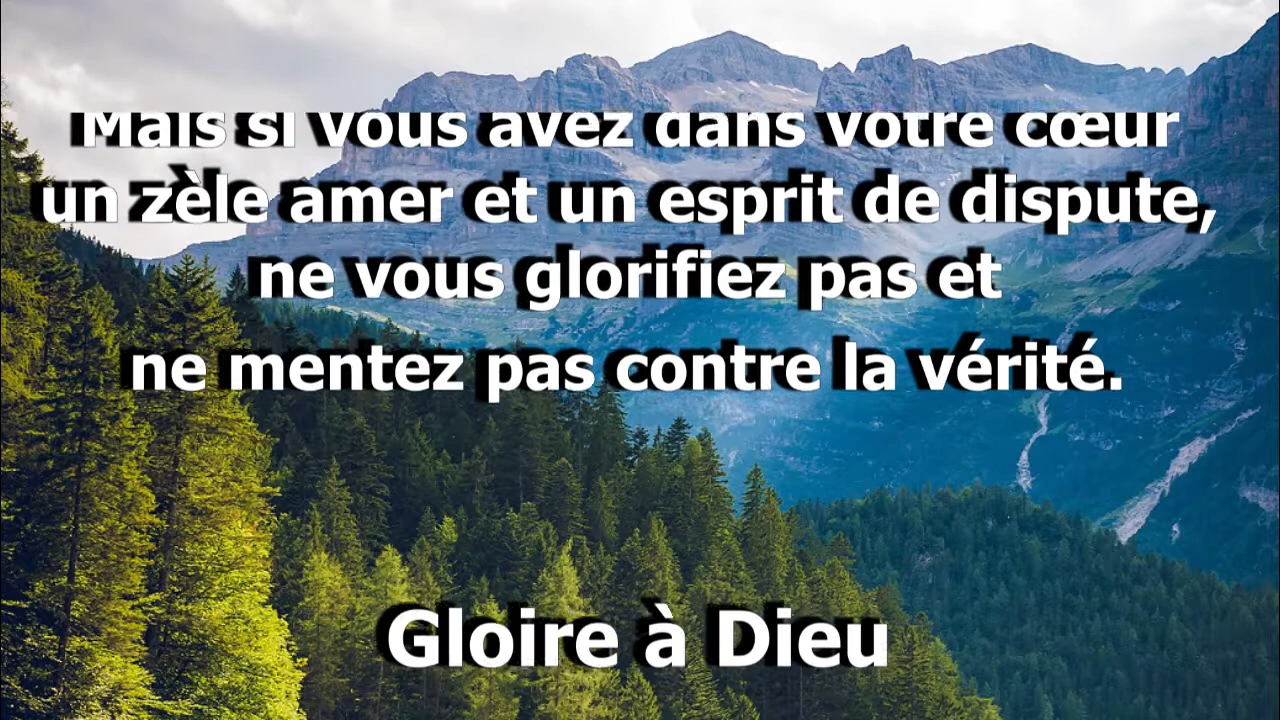 Mais si vous avez dans votre cœur
un zèle amer et un esprit de dispute,
ne vous glorifiez pas et
ne mentez pas contre la vérité.
Gloire à Dieu